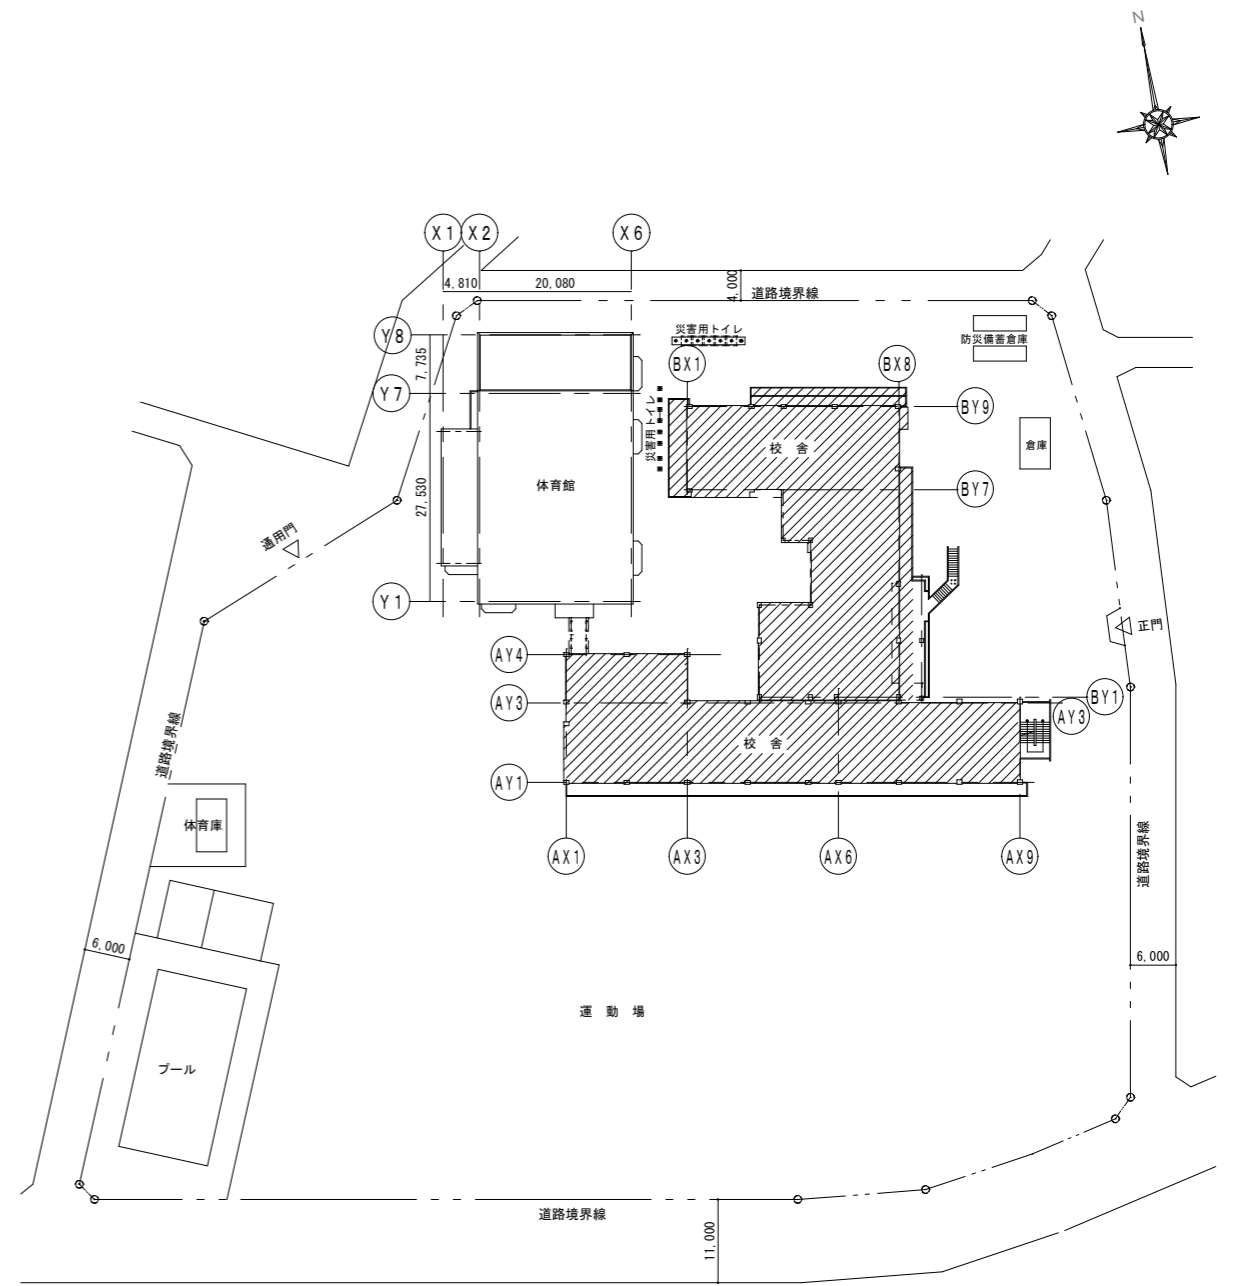 N
X1
X2
X6
4,810
20,080
4,000
道路境界線
Y8
7,735
災害用トイレ
防災備蓄倉庫
BX1
BX8
Y7
BY9
災害用トイレ
校 舎
倉庫
体育館
27,530
BY7
通用門
Y1
正門
AY4
AY3
BY1
AY3
道路境界線
校 舎
AY1
体育庫
AX1
AX3
AX6
AX9
道路境界線
6,000
6,000
運 動 場
プール
道路境界線
11,000